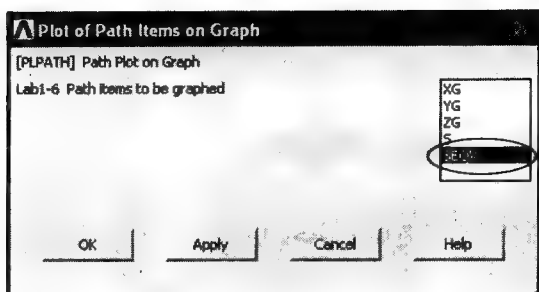 Plot of Path Items on Graph
[PLPATH] Path Plot on Graph
Lab1-6 Path items to be graphed
XG
YG
ZG
S
OK
Apply
Cancel
Help